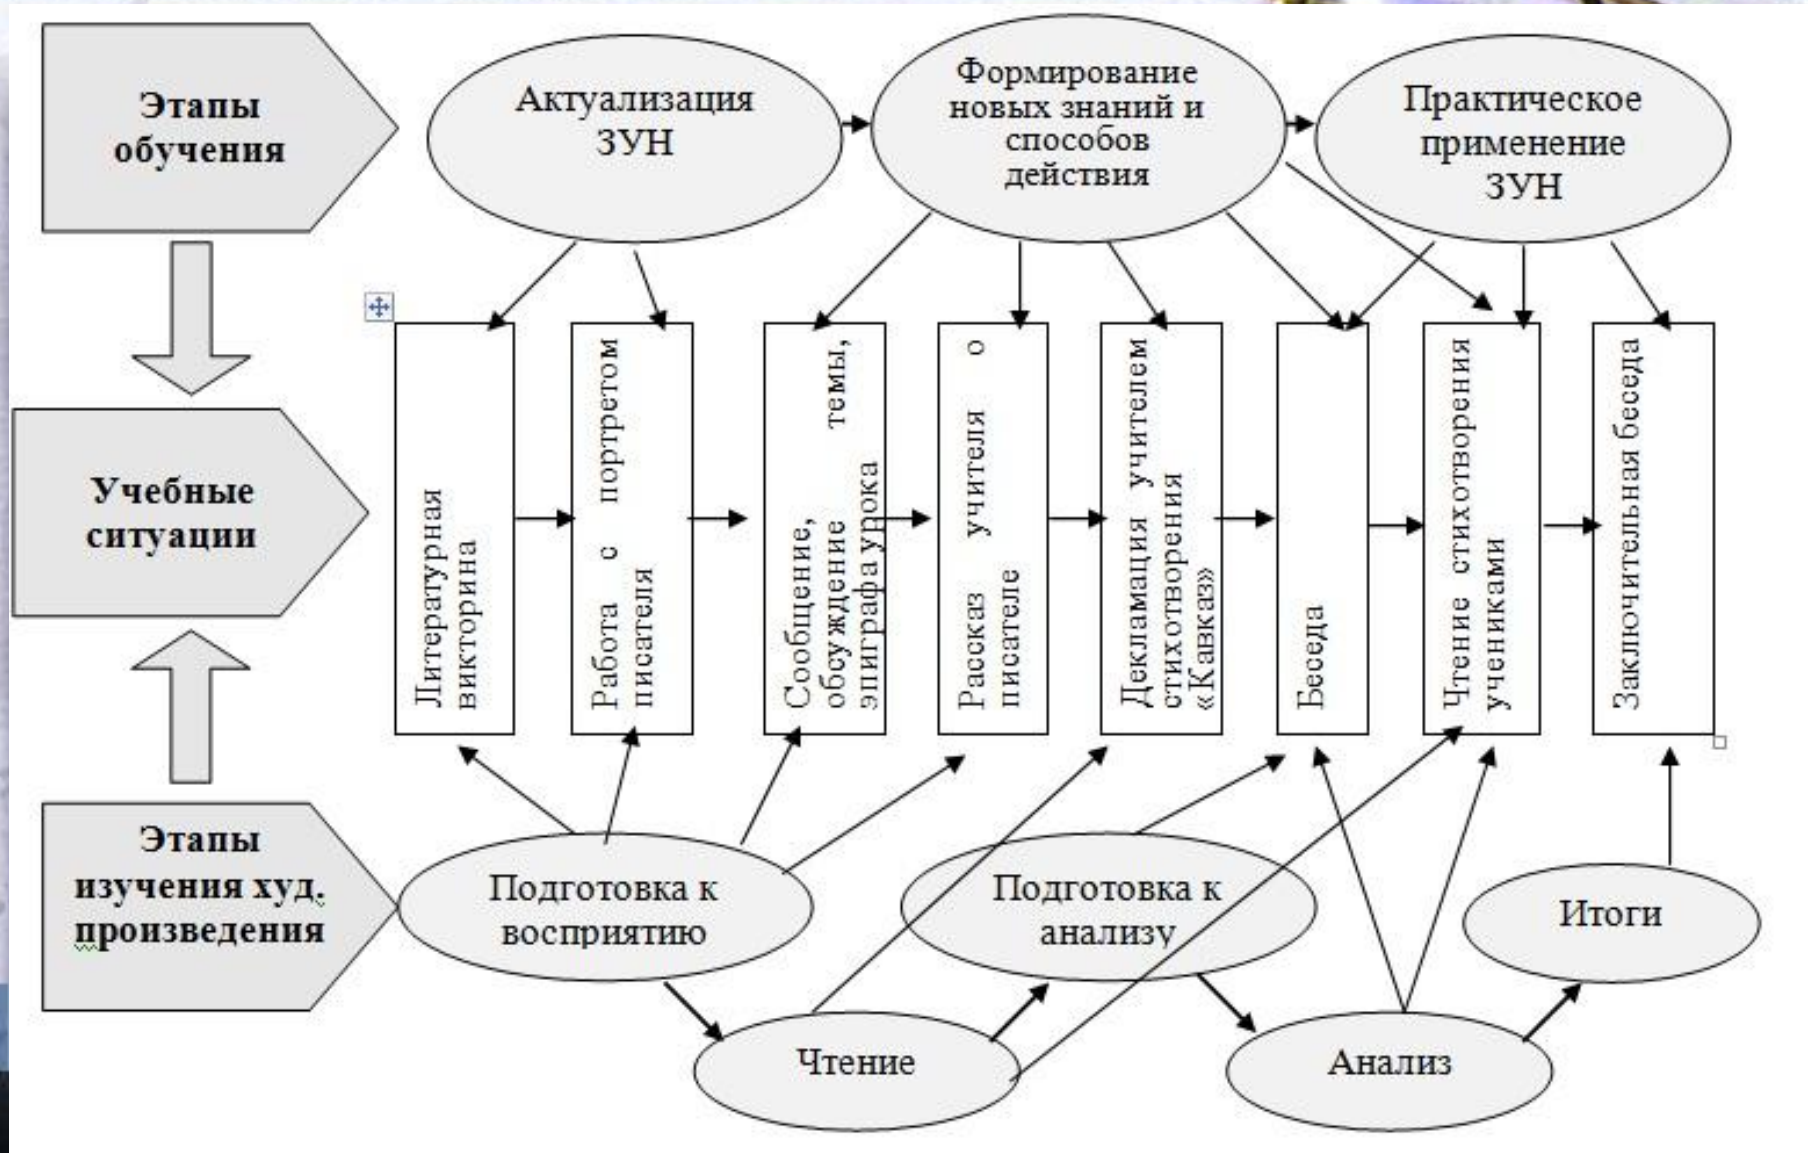 Этапы
обучения
Актуализация
ЗУН
Формирование
новых знаний и
способов
действия
Практическое
применение
ЗУН
Учебные
ситуации
Литературная
викторина
Работа с портретом
писателя
Сообщение,
обсуждение темы,
эпиграфа урока
Рассказ учителя о
писателе
Декламация учителем
стихотворения
«Кавказ»
Беседа
Чтение стихотворения
учениками
Заключительная беседа
Этапы
изучения худ.
произведения
Подготовка к
восприятию
Подготовка к
анализу
Итоги
Чтение
Анализ